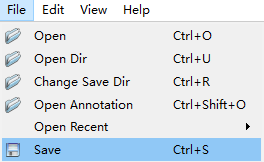 File Edit View Help
Open Ctrl+O
Open Dir Ctrl+U
Change Save Dir Ctrl+R
Open Annotation Ctrl+Shift+O
Open Recent
Save Ctrl+S